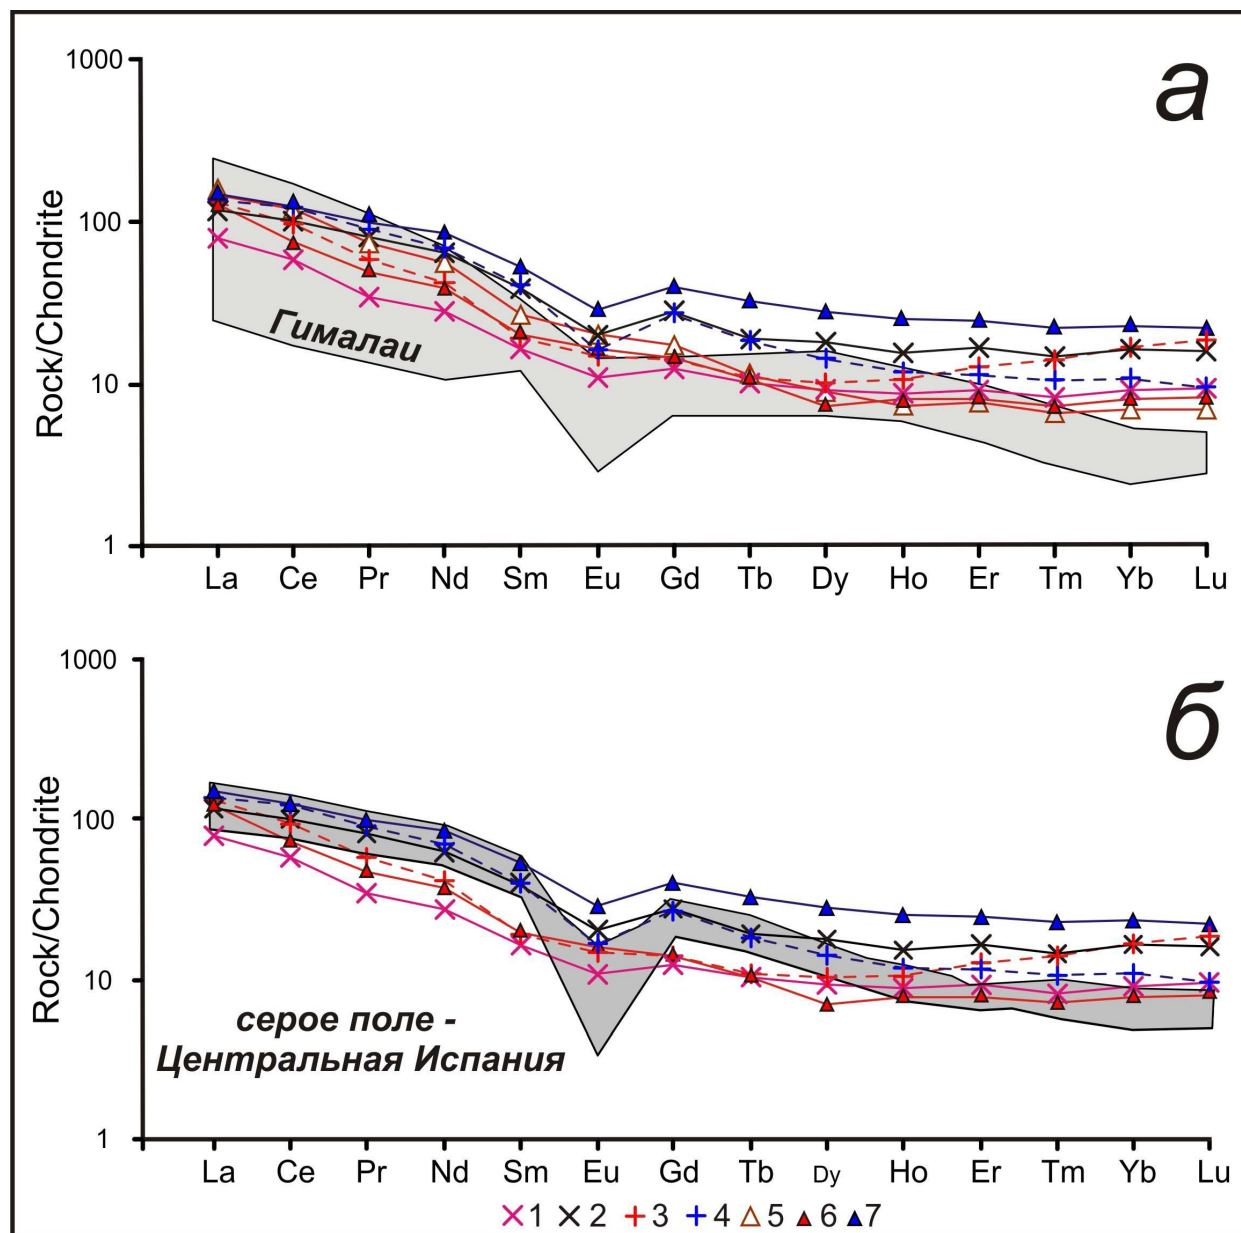 а
1000
100
10
1
Rock/Chondrite
Гималаи
La Ce Pr Nd Sm Eu Gd Tb Dy Ho Er Tm Yb Lu
б
1000
100
10
1
Rock/Chondrite
серое поле -
Центральная Испания
La Ce Pr Nd Sm Eu Gd Tb Dy Ho Er Tm Yb Lu
1 2 3 4 5 6 7